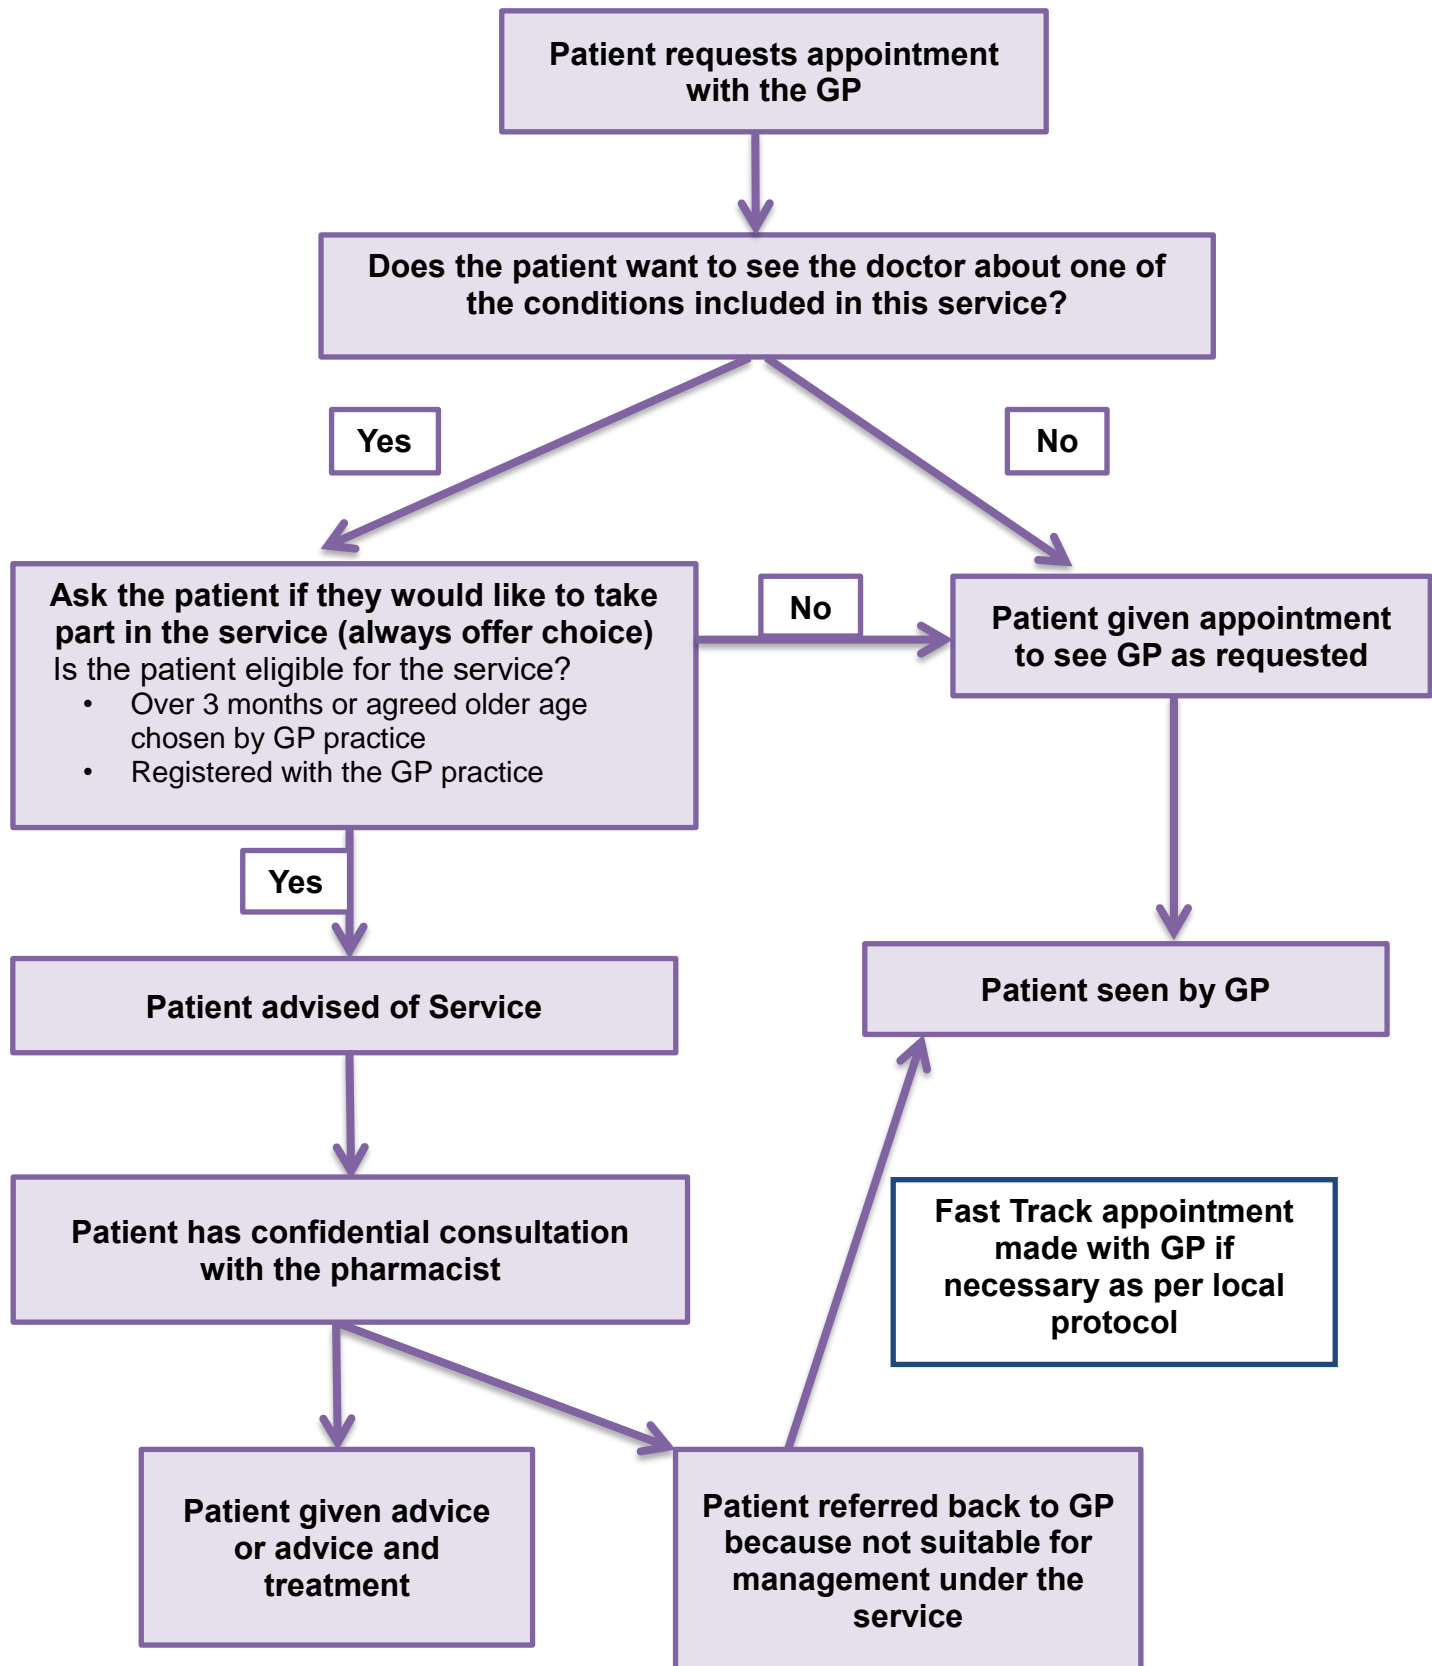 Patient requests appointment
with the GP
Does the patient want to see the doctor about one of
the conditions included in this service?
Yes
No
Ask the patient if they would like to take
part in the service (always offer choice)
Is the patient eligible for the service?
• Over 3 months or agreed older age
chosen by GP practice
• Registered with the GP practice
No
Patient given appointment
to see GP as requested
Yes
Patient advised of Service
Patient seen by GP
Patient has confidential consultation
with the pharmacist
Fast Track appointment
made with GP if
necessary as per local
protocol
Patient given advice
or advice and
treatment
Patient referred back to GP
because not suitable for
management under the
service